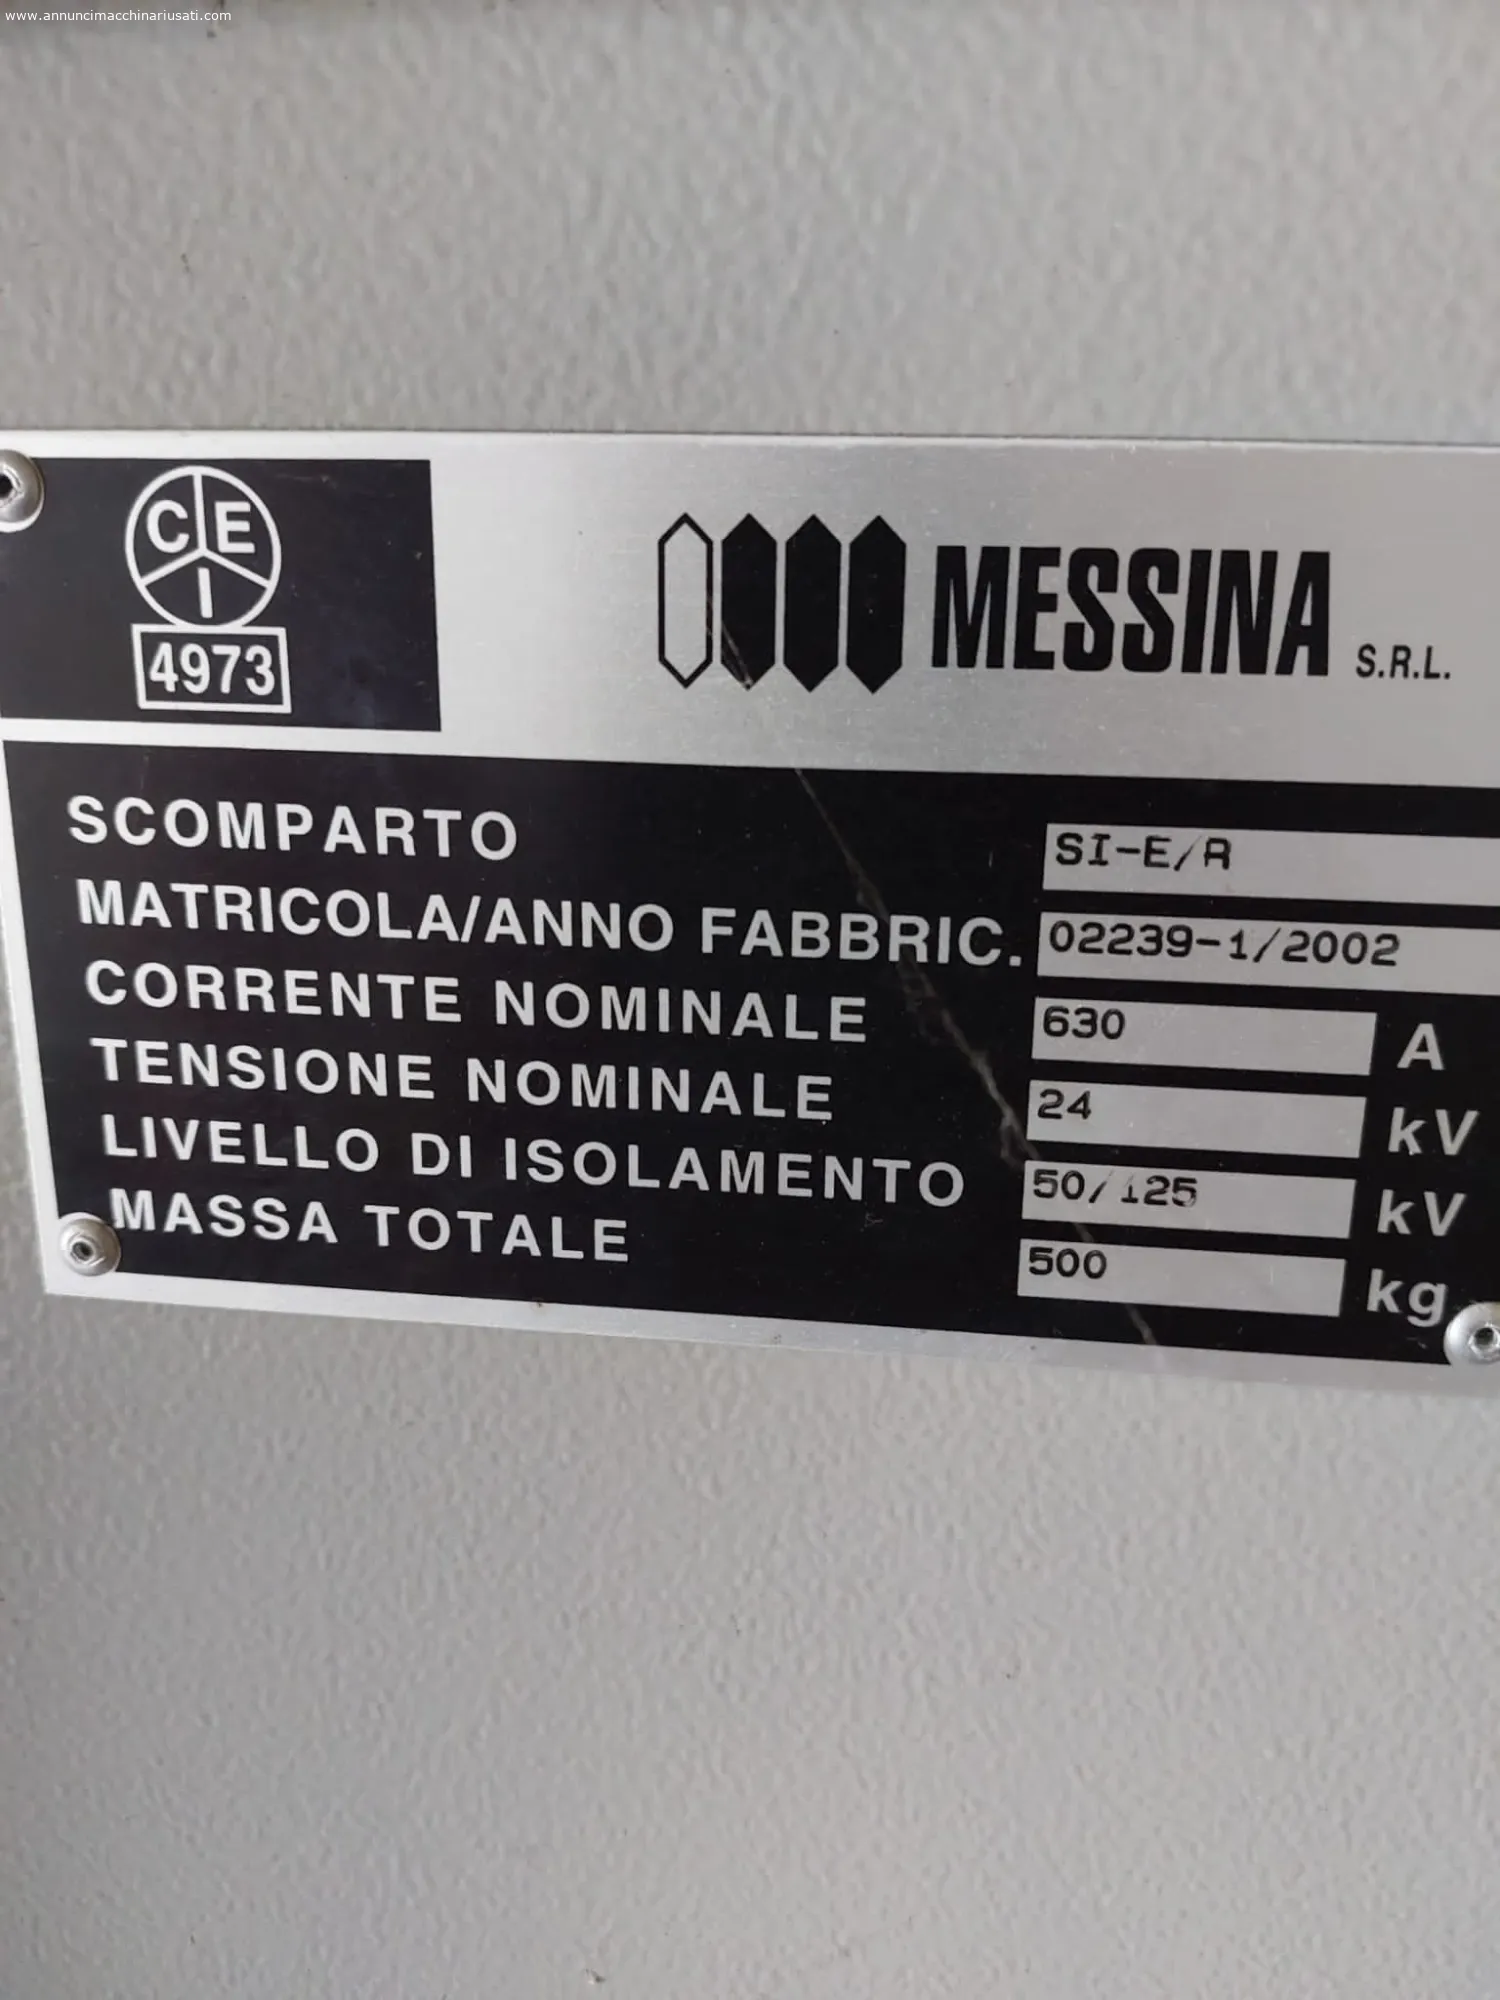 www.annuncimacchinariusati.com
C E
I
4973
MESSINA S.R.L.
SCOMPARTO SI-E/R
MATRICOLA/ANNO FABBRIC. 02239-1/2002
CORRENTE NOMINALE 630 A
TENSIONE NOMINALE 24 kV
LIVELLO DI ISOLAMENTO 50/125 kV
MASSA TOTALE 500 kg